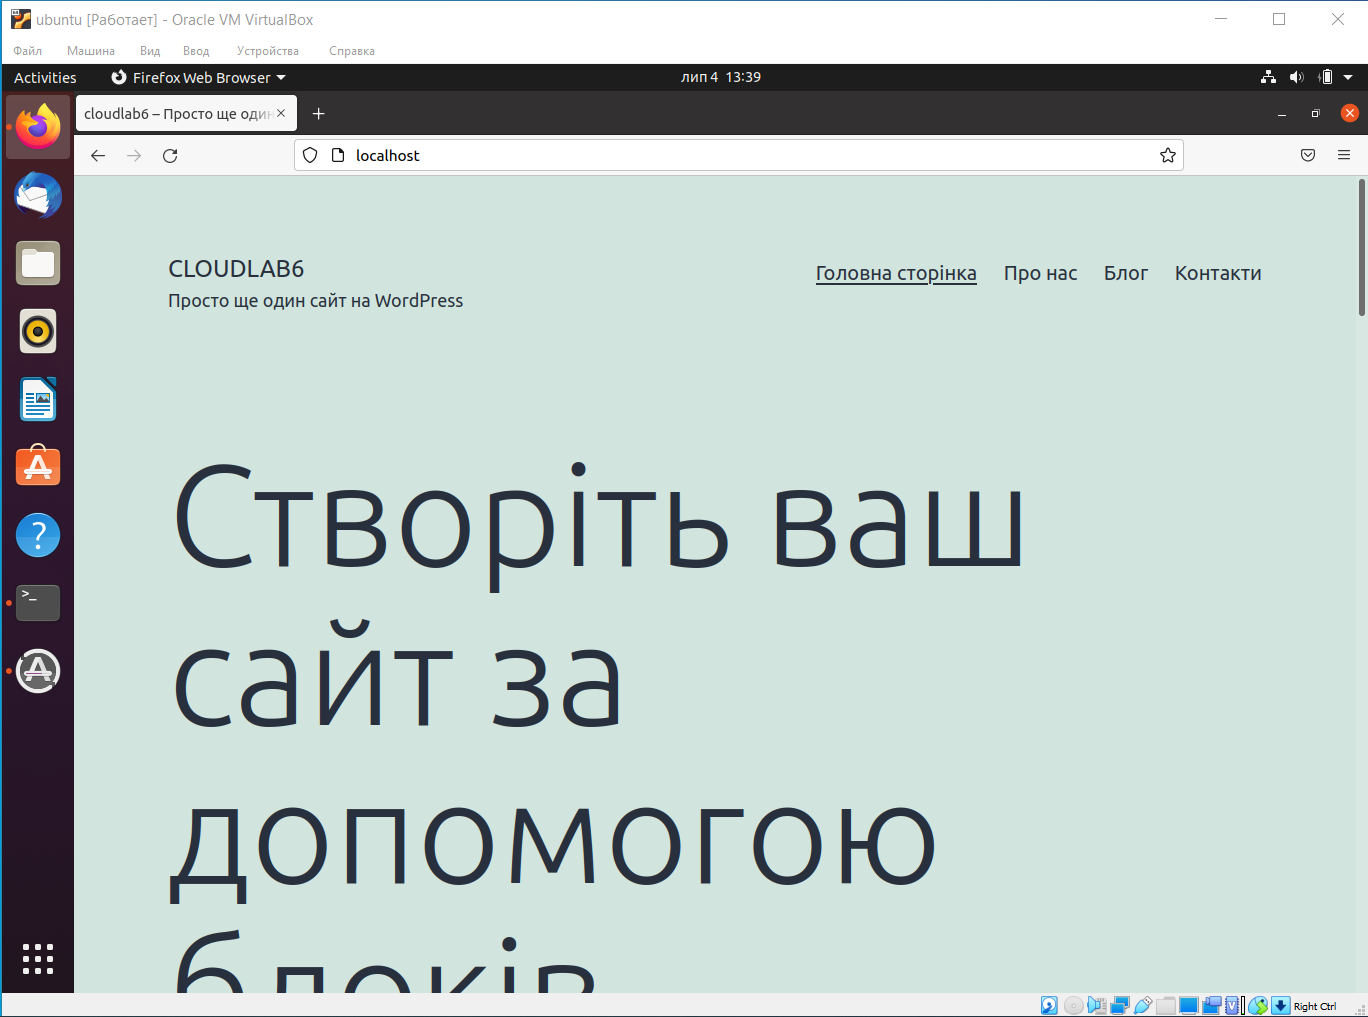 ubuntu [Работает] - Oracle VM VirtualBox
Файл Машина Вид Ввод Устройства Справка
Activities Firefox Web Browser лип 4 13:39
cloudlab6 – Просто ще один
localhost
CLOUDLAB6
Просто ще один сайт на WordPress
Головна сторінка Про нас Блог Контакти
Створіть ваш
сайт за
допомогою
блоків
Right Ctrl